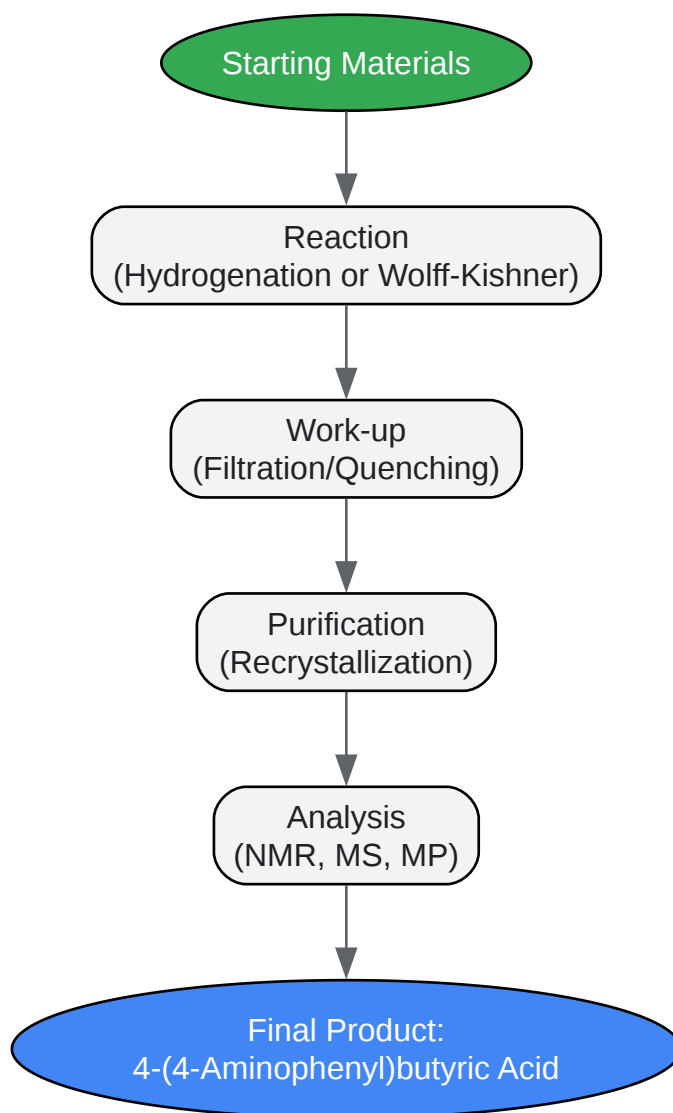 Starting Materials
Reaction
(Hydrogenation or Wolff-Kishner)
Work-up
(Filtration/Quenching)
Purification
(Recrystallization)
Analysis
(NMR, MS, MP)
Final Product:
4-(4-Aminophenyl)butyric Acid